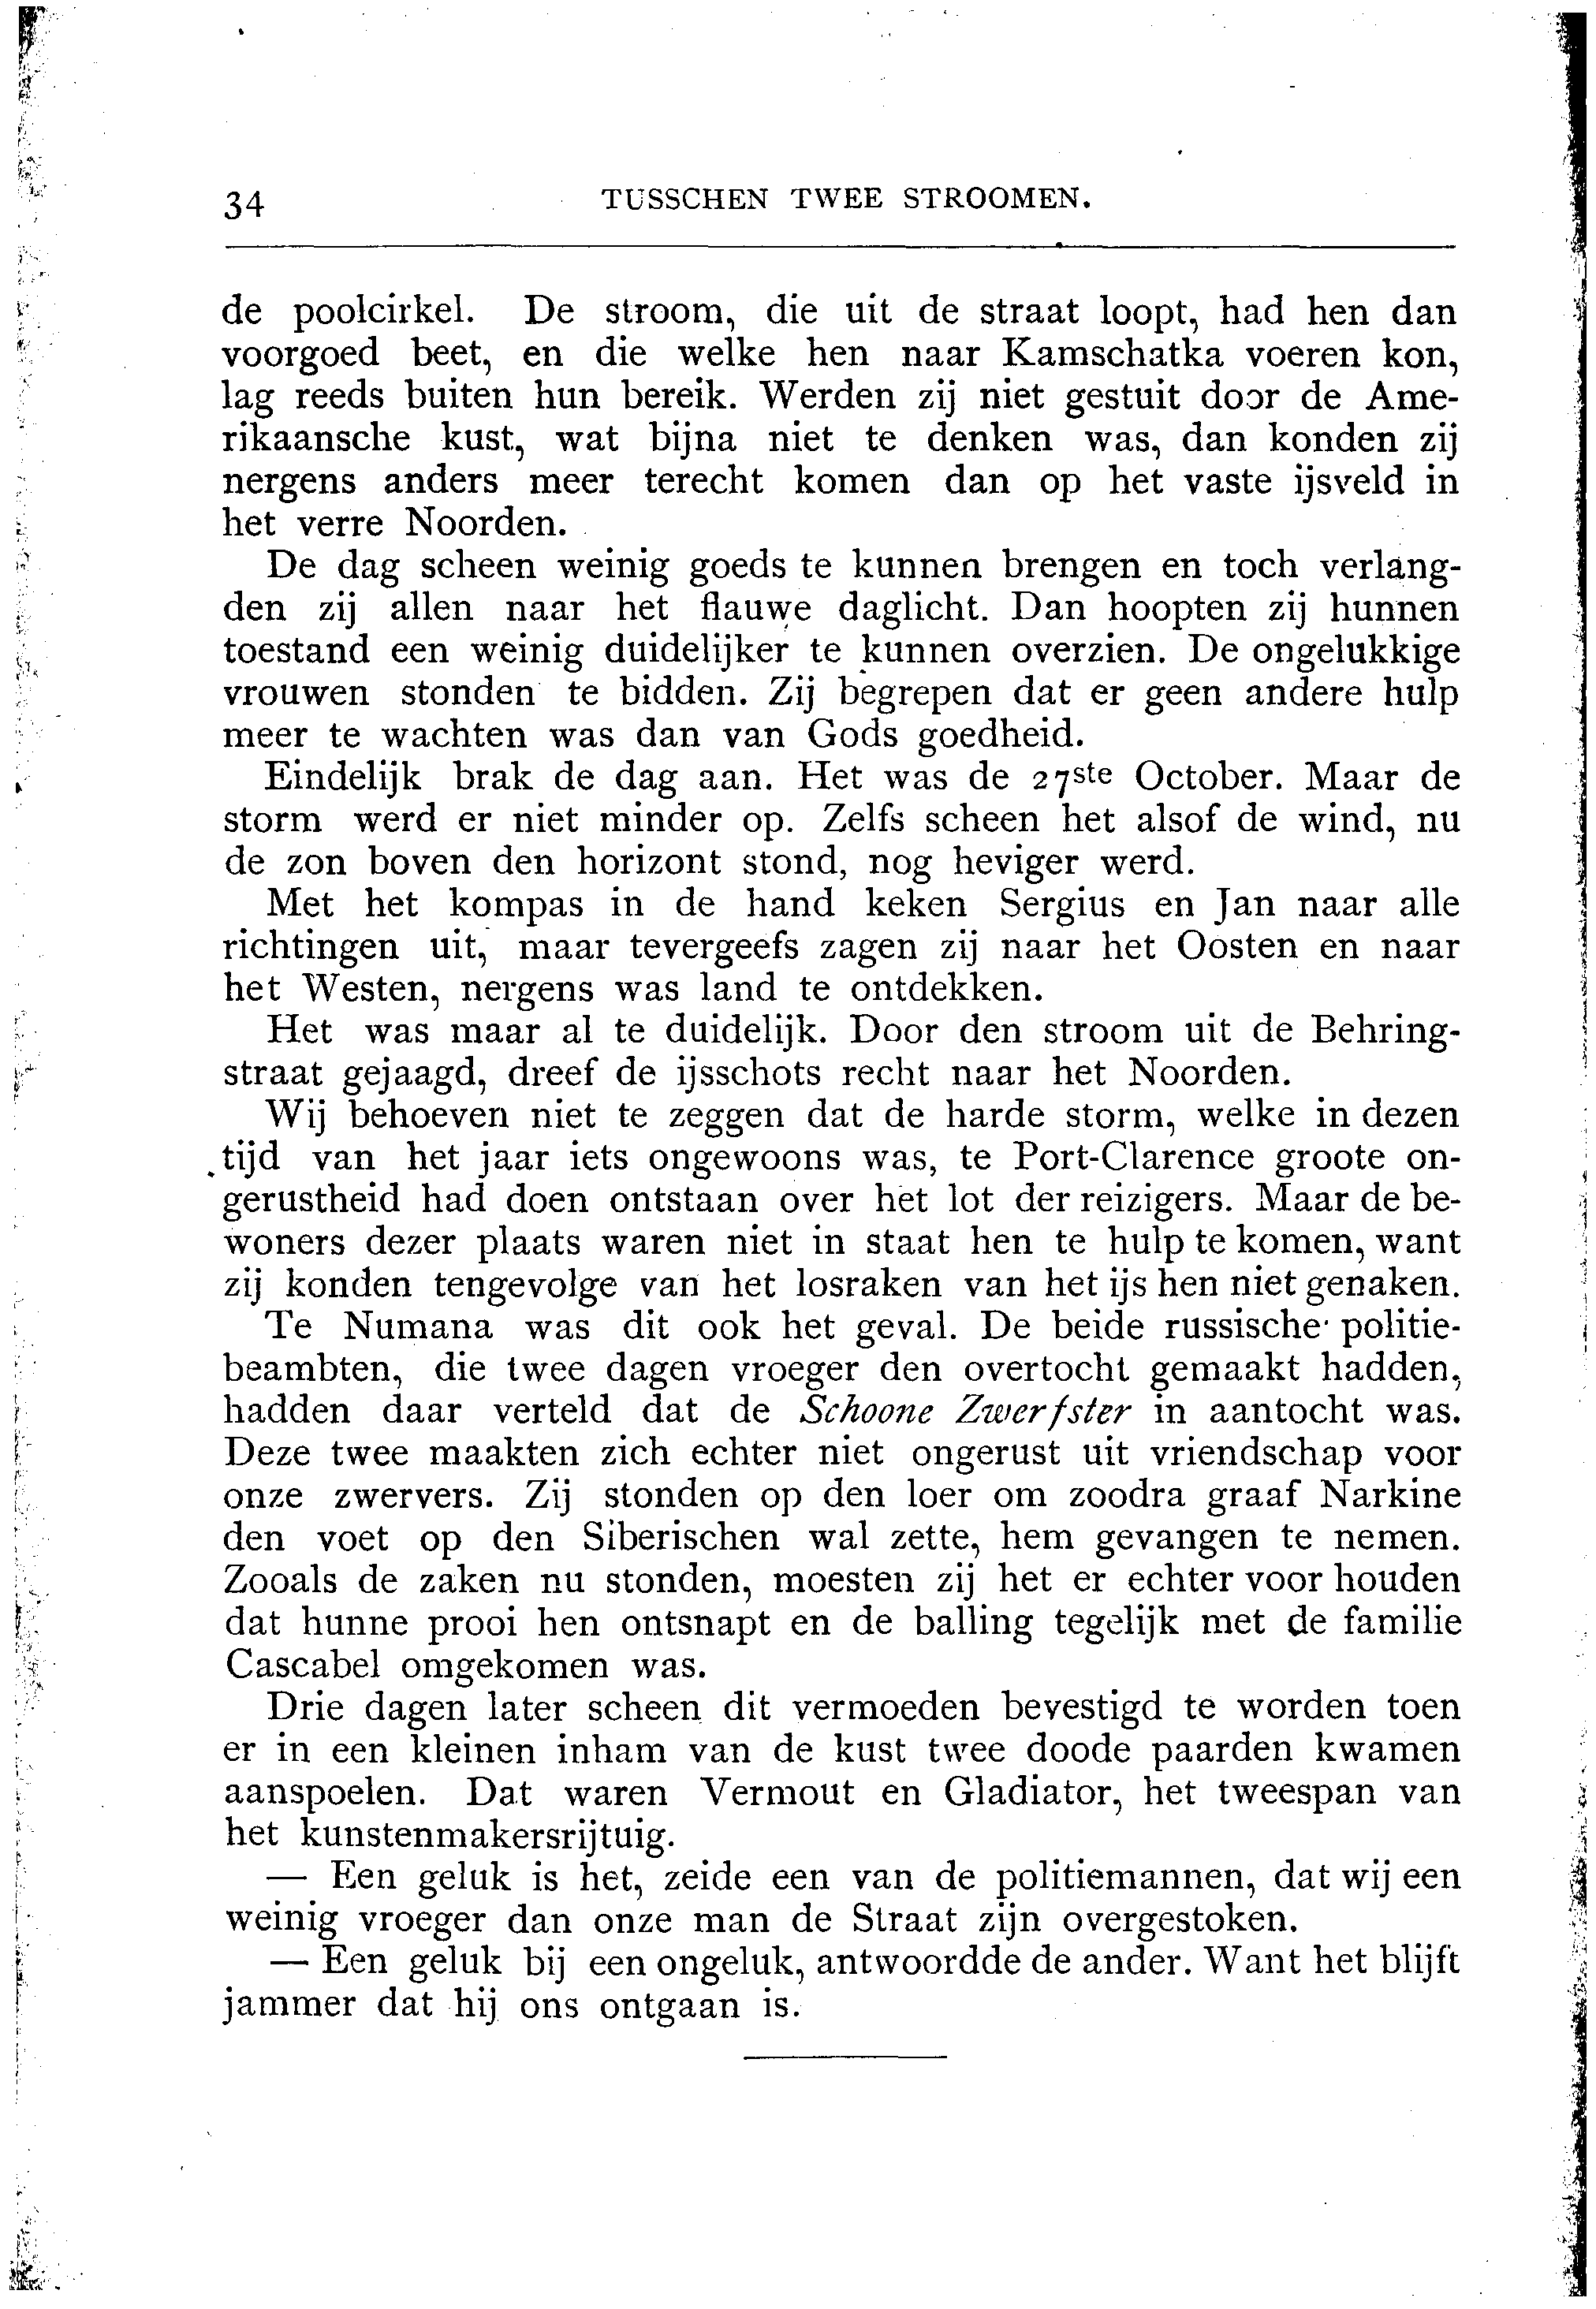 34
TUSSCHEN TWEE STROOMEN.
de poolcirkel. De stroom, die uit de straat loopt, had hen dan
voorgoed beet, en die welke hen naar Kamschatka voeren kon,
lag reeds buiten hun bereik. Werden zij niet gestuit door de Ame-
rikaansche kust, wat bijna niet te denken was, dan konden zij
nergens anders meer terecht komen dan op het vaste ijsveld in
het verre Noorden.
De dag scheen weinig goeds te kunnen brengen en toch verlang-
den zij allen naar het flauwe daglicht. Dan hoopten zij hunnen
toestand een weinig duidelijker te kunnen overzien. De ongelukkige
vrouwen stonden te bidden. Zij begrepen dat er geen andere hulp
meer te wachten was dan van Gods goedheid.
Eindelijk brak de dag aan. Het was de 27ste October. Maar de
storm werd er niet minder op. Zelfs scheen het alsof de wind, nu
de zon boven den horizont stond, nog heviger werd.
Met het kompas in de hand keken Sergius en Jan naar alle
richtingen uit, maar tevergeefs zagen zij naar het Oosten en naar
het Westen, nergens was land te ontdekken.
Het was maar al te duidelijk. Door den stroom uit de Behring-
straat gejaagd, dreef de ijsschots recht naar het Noorden.
Wij behoeven niet te zeggen dat de harde storm, welke in dezen
tijd van het jaar iets ongewoons was, te Port-Clarence groote on-
gerustheid had doen ontstaan over het lot der reizigers. Maar de be-
woners dezer plaats waren niet in staat hen te hulp te komen, want
zij konden tengevolge van het losraken van het ijs hen niet genaken.
Te Numana was dit ook het geval. De beide russische politie-
beambten, die twee dagen vroeger den overtocht gemaakt hadden,
hadden daar verteld dat de Schoone Zwerfster in aantocht was.
Deze twee maakten zich echter niet ongerust uit vriendschap voor
onze zwervers. Zij stonden op den loer om zoodra graaf Narkine
den voet op den Siberischen wal zette, hem gevangen te nemen.
Zooals de zaken nu stonden, moesten zij het er echter voor houden
dat hunne prooi hen ontsnapt en de balling tegelijk met de familie
Cascabel omgekomen was.
Drie dagen later scheen dit vermoeden bevestigd te worden toen
er in een kleinen inham van de kust twee doode paarden kwamen
aanspoelen. Dat waren Vermout en Gladiator, het tweespan van
het kunstenmakersrijtuig.
— Een geluk is het, zeide een van de politiemannen, dat wij een
weinig vroeger dan onze man de Straat zijn overgestoken.
— Een geluk bij een ongeluk, antwoordde de ander. Want het blijft
jammer dat hij ons ontgaan is.